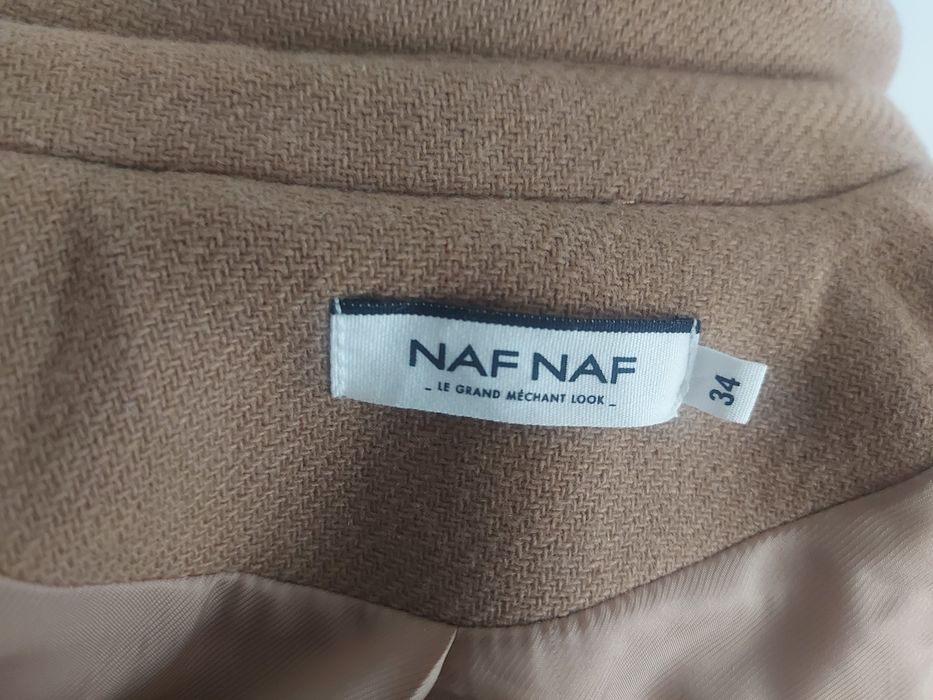 NAF NAF
_ LE GRAND MÉCHANT LOOK _
34